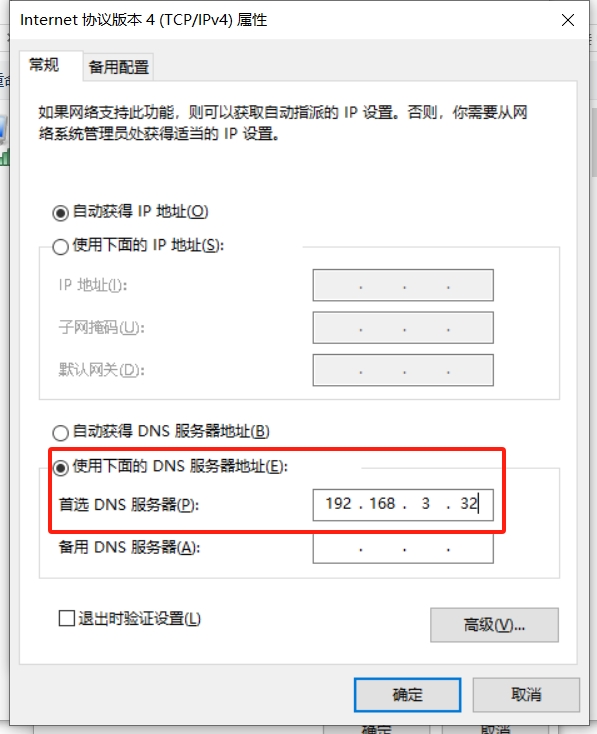 Internet 协议版本 4 (TCP/IPv4) 属性
常规
备用配置
如果网络支持此功能，则可以获取自动指派的 IP 设置。否则，你需要从网
络系统管理员处获得适当的 IP 设置。
自动获得 IP 地址(O)
使用下面的 IP 地址(S):
IP 地址(I):
. . .
子网掩码(U):
. . .
默认网关(D):
. . .
自动获得 DNS 服务器地址(B)
使用下面的 DNS 服务器地址(E):
首选 DNS 服务器(P):
192 . 168 . 3 . 32
备用 DNS 服务器(A):
. . .
退出时验证设置(L)
高级(V)...
确定
取消
确定
取消